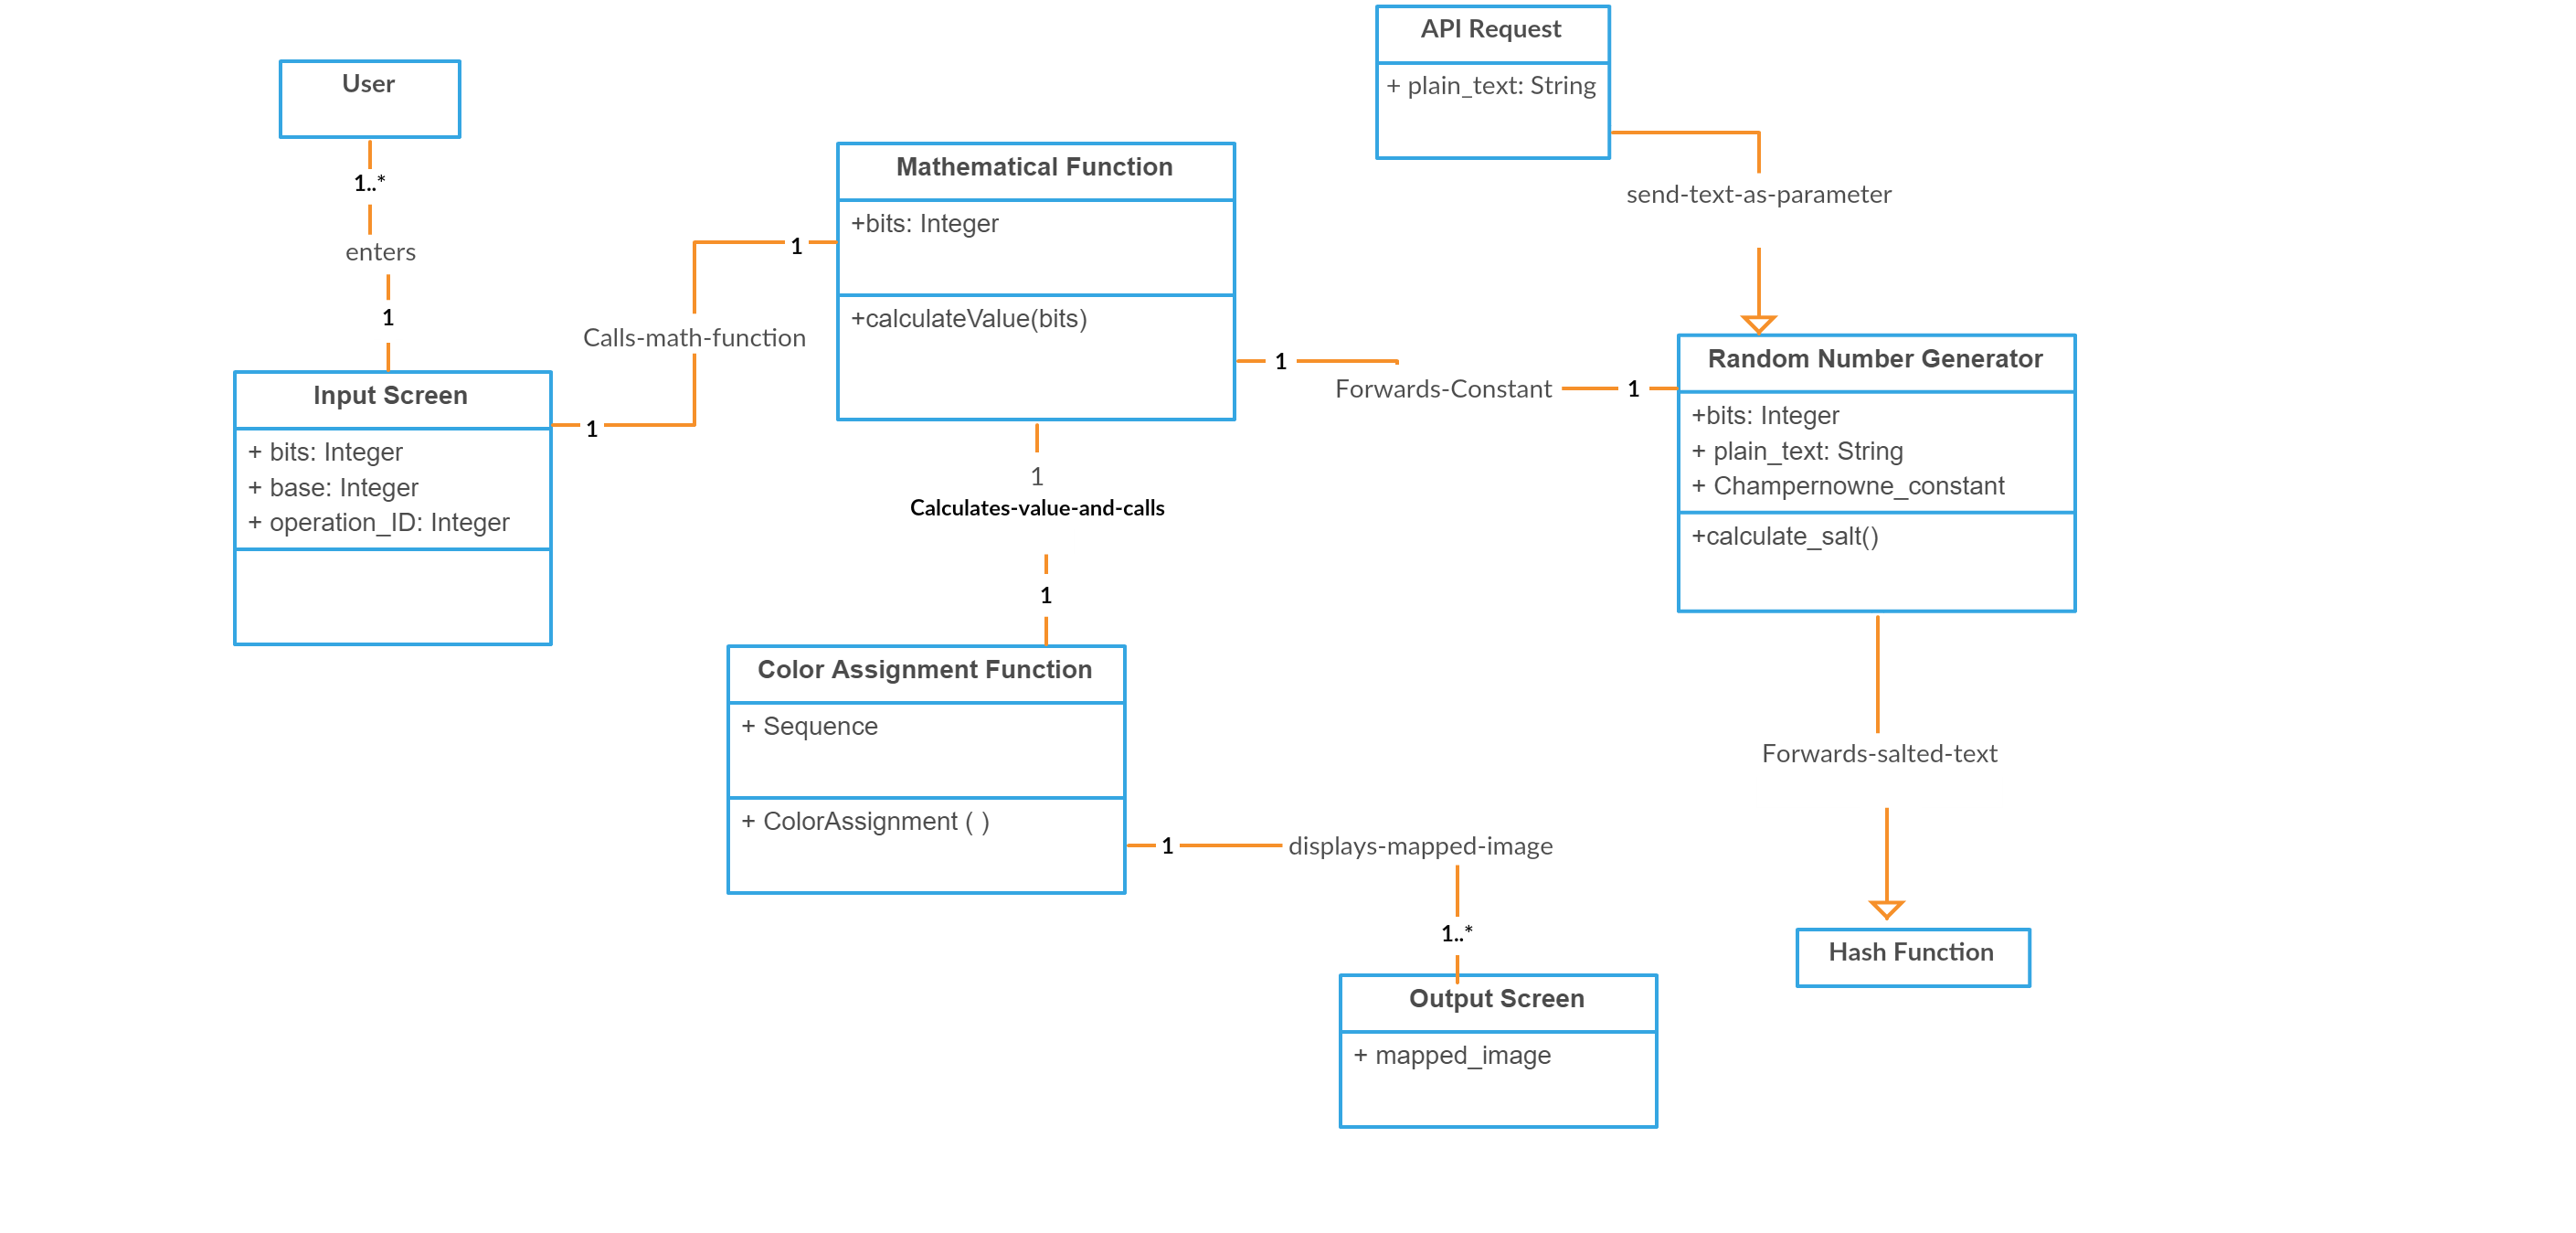 API Request
+ plain_text: String
User
1..*
enters
1
Mathematical Function
+bits: Integer
+calculateValue(bits)
send-text-as-parameter
1
Calls-math-function
1
Input Screen
+ bits: Integer
+ base: Integer
+ operation_ID: Integer
1
Forwards-Constant
1
Random Number Generator
+bits: Integer
+ plain_text: String
+ Champernowne_constant
+calculate_salt()
1
Calculates-value-and-calls
1
Color Assignment Function
+ Sequence
+ ColorAssignment ( )
Forwards-salted-text
1
displays-mapped-image
1..*
Hash Function
Output Screen
+ mapped_image